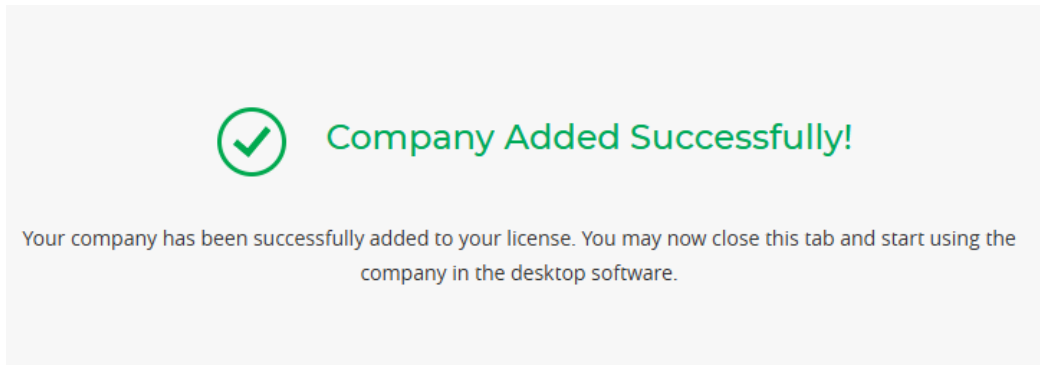 Company Added Successfully!
Your company has been successfully added to your license. You may now close this tab and start using the
company in the desktop software.